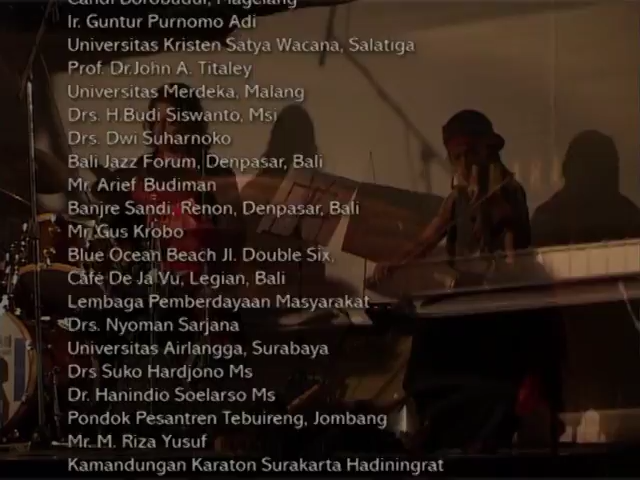 Candi Borobudur, Magelang
Ir. Guntur Purnomo Adi
Universitas Kristen Satya Wacana, Salatiga
Prof. Dr.John A. Titaley
Universitas Merdeka, Malang
Drs. H.Budi Siswanto, Msi
Drs. Dwi Suharnoko
Bali Jazz Forum, Denpasar, Bali
Mr. Arief Budiman
Banjre Sandi, Renon, Denpasar, Bali
Mr.Gus Krobo
Blue Ocean Beach Jl. Double Six,
Café De Ja Vu, Legian, Bali
Lembaga Pemberdayaan Masyarakat
Drs. Nyoman Sarjana
Universitas Airlangga, Surabaya
Drs Suko Hardjono Ms
Dr. Hanindio Soelarso Ms
Pondok Pesantren Tebuireng, Jombang
Mr. M. Riza Yusuf
Kamandungan Karaton Surakarta Hadiningrat